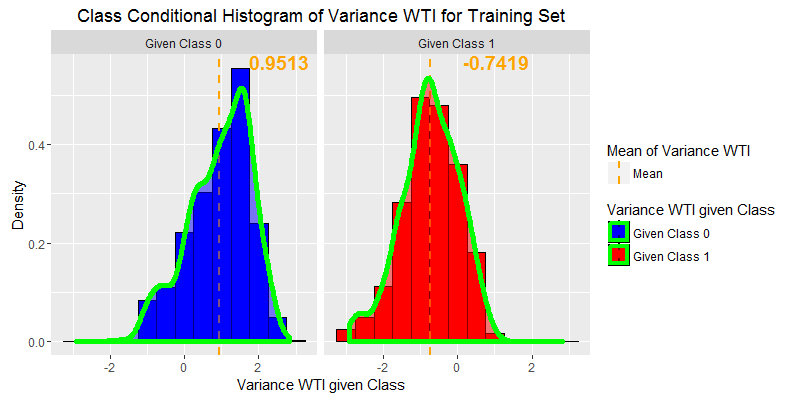 Class Conditional Histogram of Variance WTI for Training Set
Given Class 0
Given Class 1
0.9513
-0.7419
0.4
0.2
0.0
Density
-2
0
2
-2
0
2
Variance WTI given Class
Mean of Variance WTI
Mean
Variance WTI given Class
Given Class 0
Given Class 1